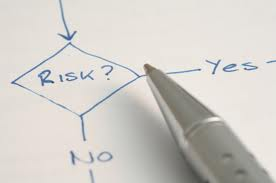 Risk?
Yes
No